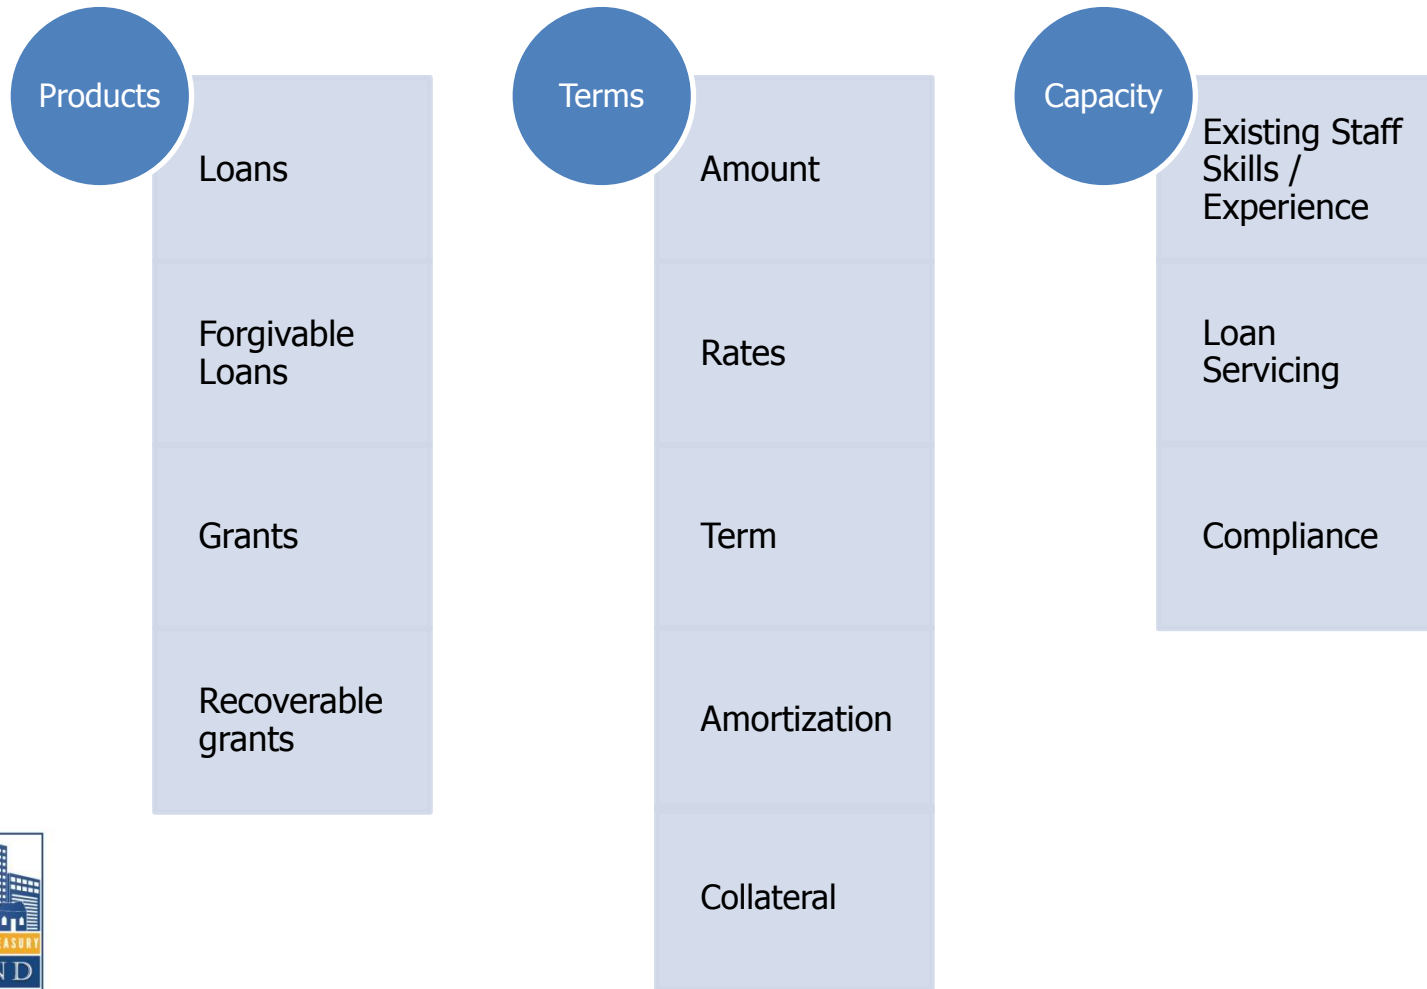 Products
Loans
Forgivable
Loans
Grants
Recoverable
grants
Terms
Amount
Rates
Term
Amortization
Collateral
Capacity
Existing Staff
Skills /
Experience
Loan
Servicing
Compliance